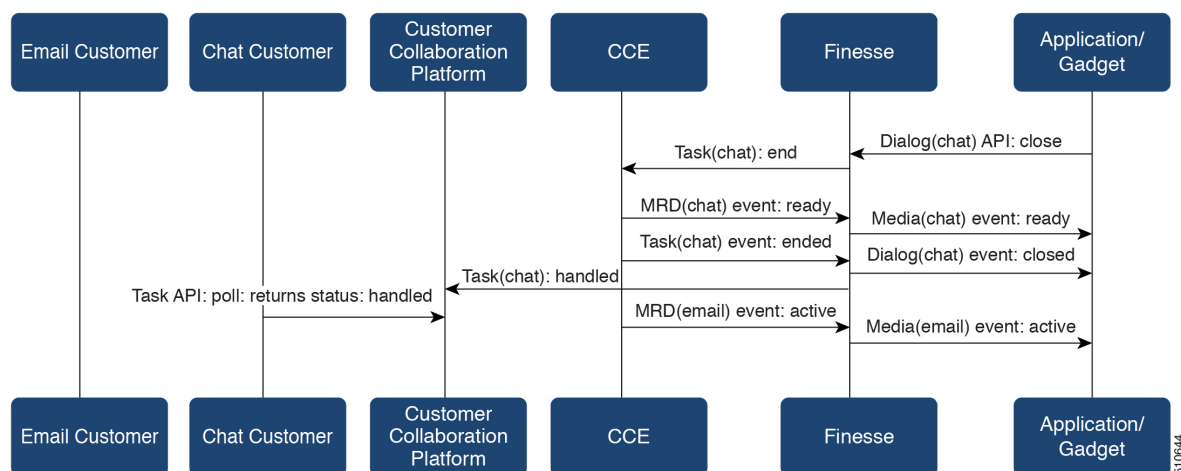 Email Customer
Chat Customer
Customer
Collaboration
Platform
CCE
Finesse
Application/
Gadget
Dialog(chat) API: close
Task(chat): end
MRD(chat) event: ready
Media(chat) event: ready
Task(chat) event: ended
Dialog(chat) event: closed
Task(chat): handled
Task API: poll: returns status: handled
MRD(email) event: active
Media(email) event: active
Email Customer
Chat Customer
Customer
Collaboration
Platform
CCE
Finesse
Application/
Gadget